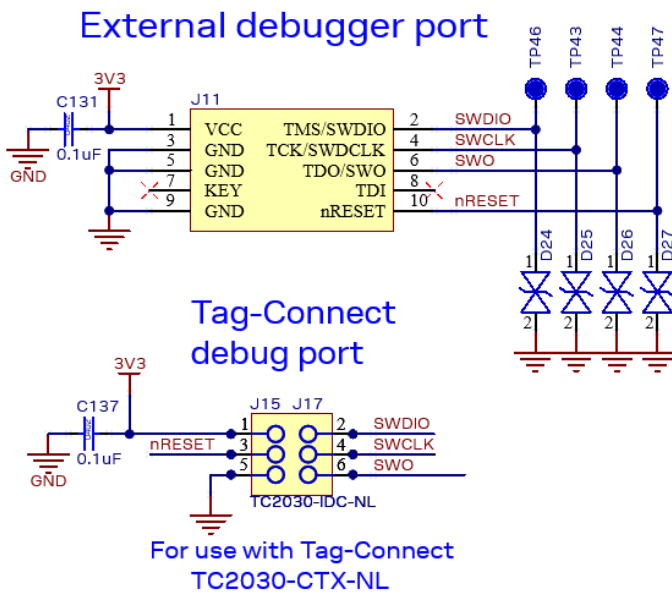 External debugger port
TP46
TP43
TP44
TP47
3V3
C131
0.1uF
GND
J11
1 VCC TMS/SWDIO 2 SWDIO
3 GND TCK/SWDCLK 4 SWCLK
5 GND TDO/SWO 6 SWO
7 KEY TDI 8
9 GND nRESET 10 nRESET
1 D24 1 D25 1 D26 1 D27
2 2 2 2
Tag-Connect
debug port
3V3
C137
0402
0.1uF
GND
J15 J17
1 2 SWDIO
nRESET 3 4 SWCLK
5 6 SWO
TC2030-IDC-NL
For use with Tag-Connect
TC2030-CTX-NL